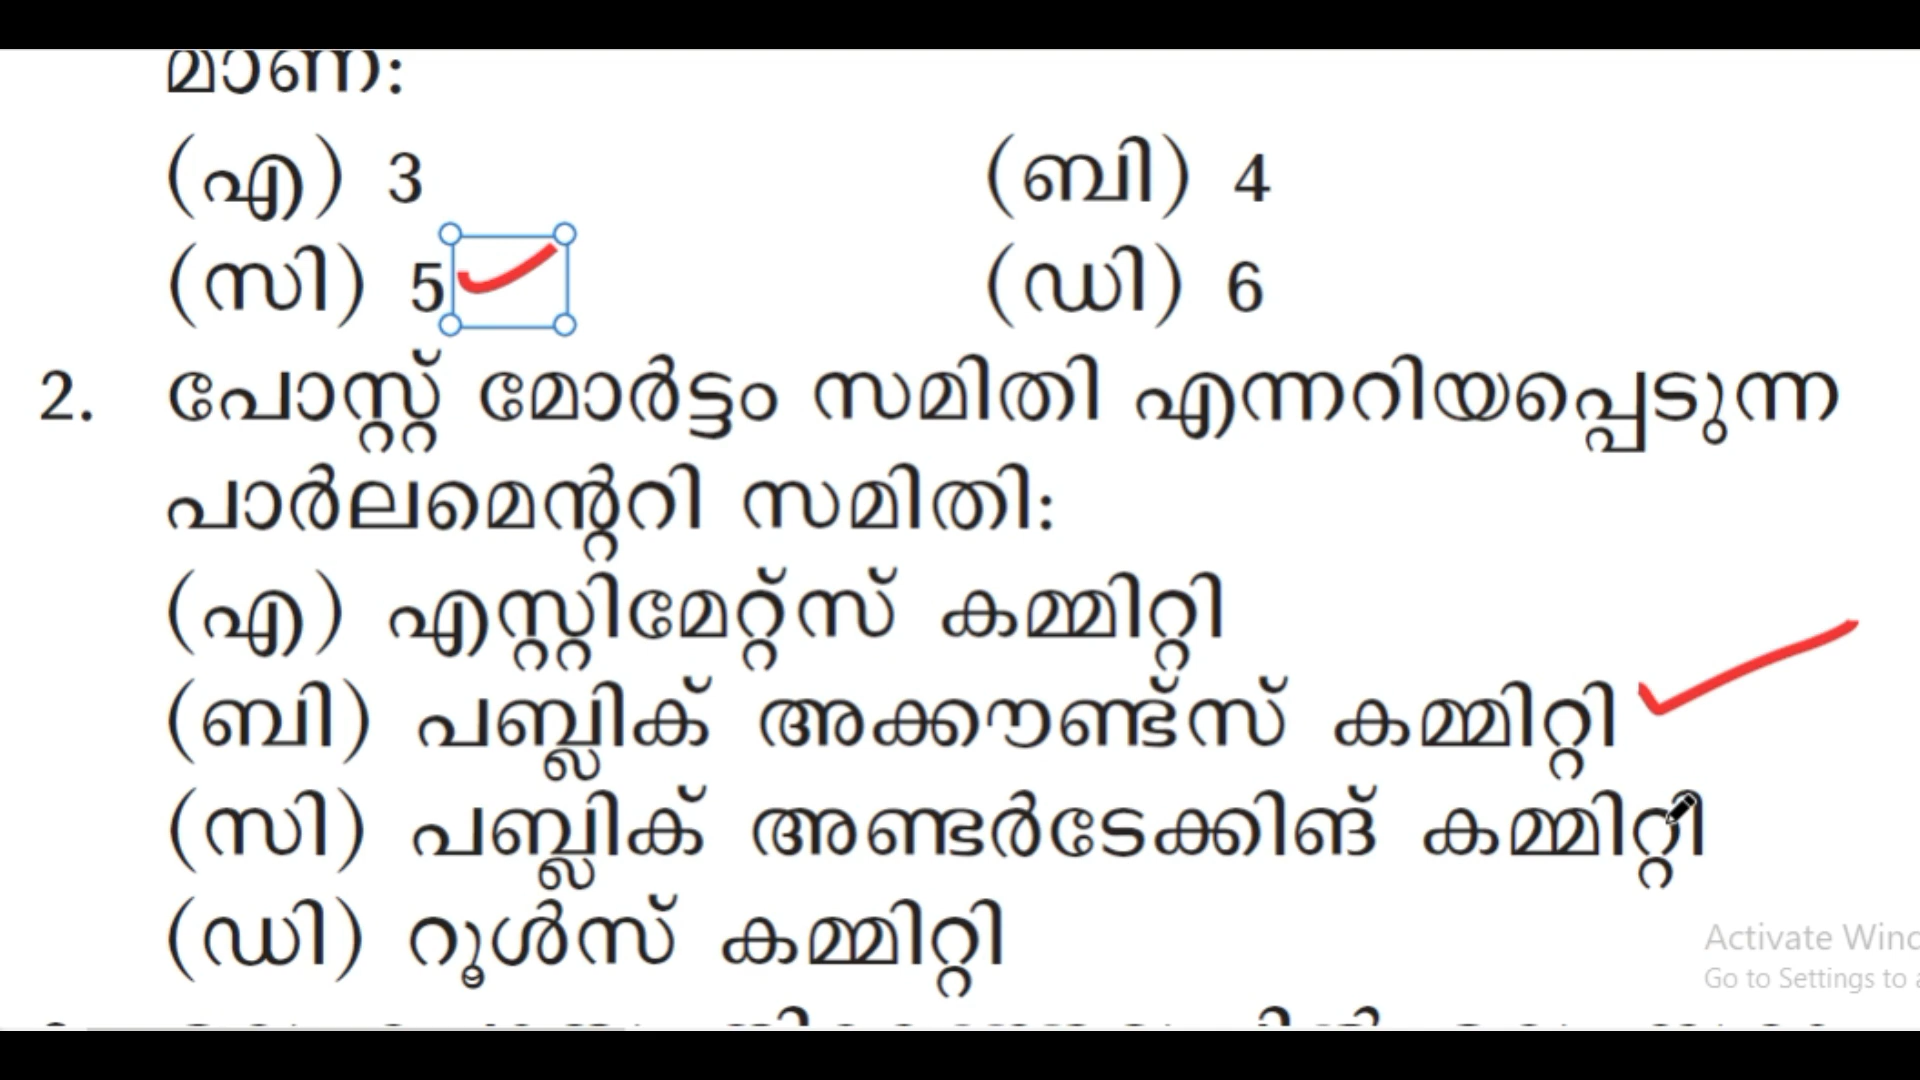 മാണ്:
(എ) 3 (ബി) 4
(സി) 5 (ഡി) 6
2. പോസ്റ്റ് മോർട്ടം സമിതി എന്നറിയപ്പെടുന്ന
പാർലമെന്ററി സമിതി:
(എ) എസ്റ്റിമേറ്റ്സ് കമ്മിറ്റി
(ബി) പബ്ലിക് അക്കൗണ്ട്സ് കമ്മിറ്റി
(സി) പബ്ലിക് അണ്ടർടേക്കിങ് കമ്മിറ്റി
(ഡി) റൂൾസ് കമ്മിറ്റി
Activate Winc
Go to Settings to a